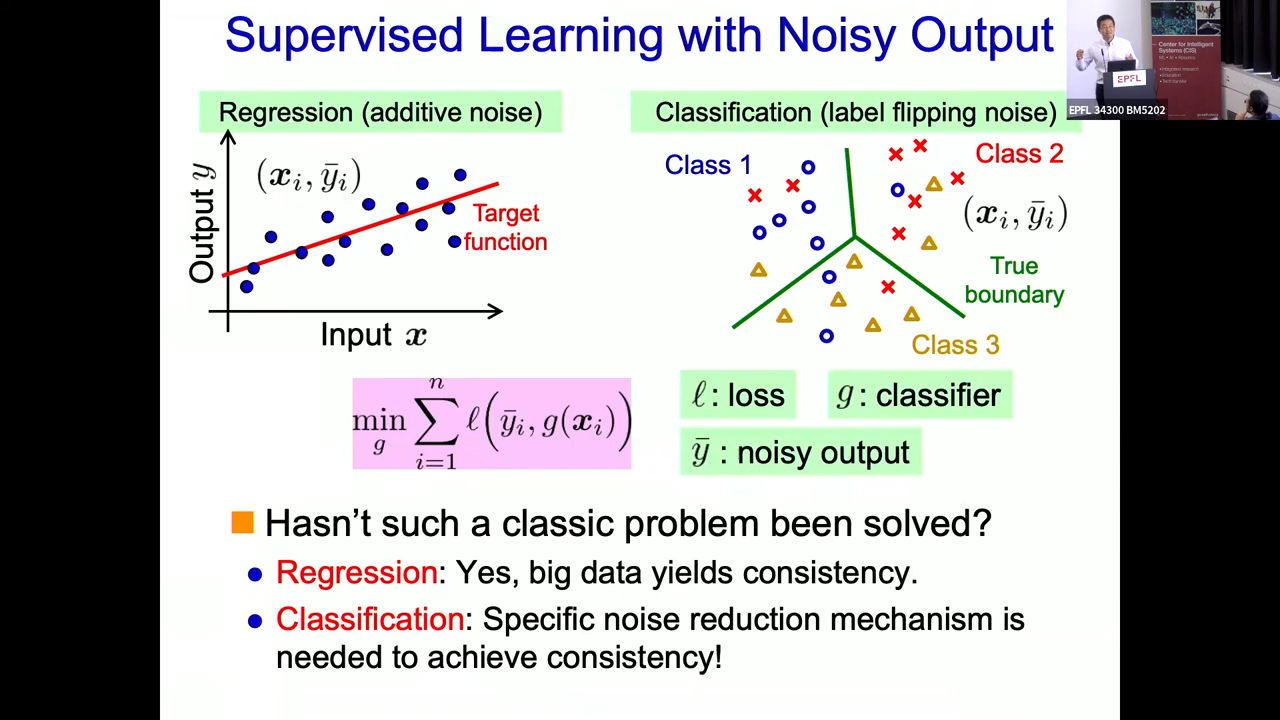 Supervised Learning with Noisy Output
Regression (additive noise)
Output y
(x_i, ȳ_i)
Target
function
Input x
Classification (label flipping noise)
Class 1
Class 2
(x_i, ȳ_i)
True
boundary
Class 3
min_g ∑_{i=1}^{n} ℓ(ȳ_i, g(x_i))
ℓ : loss
g : classifier
ȳ : noisy output
Hasn't such a classic problem been solved?
Regression: Yes, big data yields consistency.
Classification: Specific noise reduction mechanism is
needed to achieve consistency!
Center for Intelligent
Systems (CIS)
EPFL
EPFL 34300 BM5202